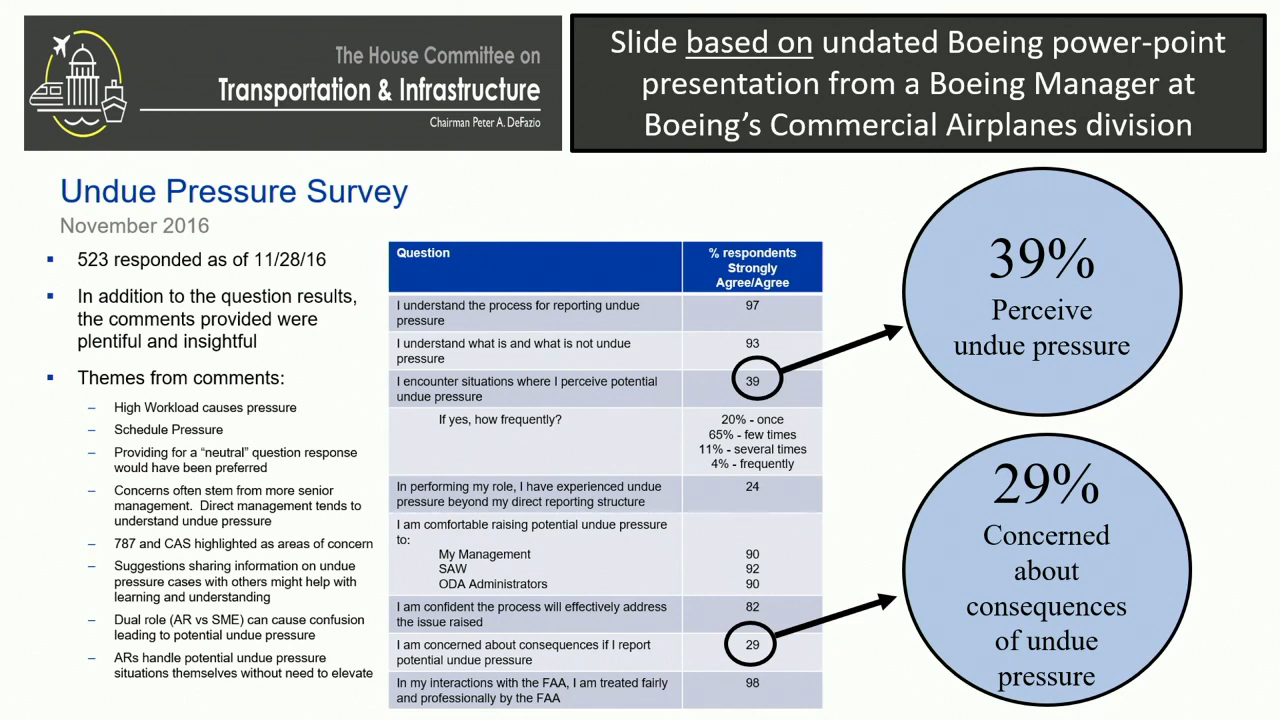 The House Committee on
Transportation & Infrastructure
Chairman Peter A. DeFazio
Slide based on undated Boeing power-point
presentation from a Boeing Manager at
Boeing's Commercial Airplanes division
Undue Pressure Survey
November 2016
▪ 523 responded as of 11/28/16
▪ In addition to the question results,
the comments provided were
plentiful and insightful
▪ Themes from comments:
– High Workload causes pressure
– Schedule Pressure
– Providing for a “neutral” question response
would have been preferred
– Concerns often stem from more senior
management. Direct management tends to
understand undue pressure
– 787 and CAS highlighted as areas of concern
– Suggestions sharing information on undue
pressure cases with others might help with
learning and understanding
– Dual role (AR vs SME) can cause confusion
leading to potential undue pressure
– ARs handle potential undue pressure
situations themselves without need to elevate
Question
% respondents
Strongly
Agree/Agree
I understand the process for reporting undue
pressure
97
I understand what is and what is not undue
pressure
93
I encounter situations where I perceive potential
undue pressure
39
If yes, how frequently?
20% - once
65% - few times
11% - several times
4% - frequently
In performing my role, I have experienced undue
pressure beyond my direct reporting structure
24
I am comfortable raising potential undue pressure
to:
My Management 90
SAW 92
ODA Administrators 90
I am confident the process will effectively address
the issue raised
82
I am concerned about consequences if I report
potential undue pressure
29
In my interactions with the FAA, I am treated fairly
and professionally by the FAA
98
39%
Perceive
undue pressure
29%
Concerned
about
consequences
of undue
pressure